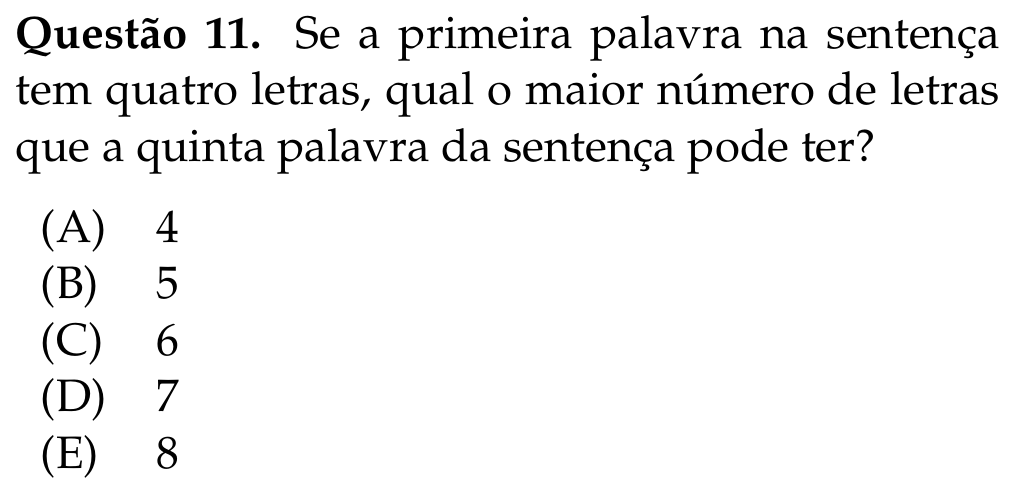 Questão 11. Se a primeira palavra na sentença
tem quatro letras, qual o maior número de letras
que a quinta palavra da sentença pode ter?
(A) 4
(B) 5
(C) 6
(D) 7
(E) 8